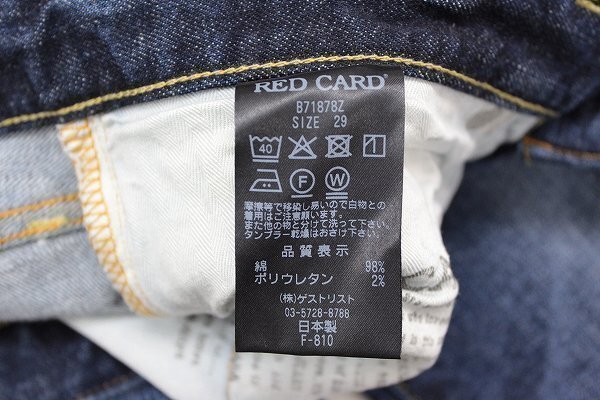 RED CARD
B71878Z
SIZE 29
40
F W
摩擦等で移染し易いので白物との
着用はご注意願います。
また他の物と分けて洗って下さい。
タンブラー乾燥はおさけ下さい。
品質表示
綿 98%
ポリウレタン 2%
(株)ゲストリスト
03-5728-8788
日本製
F-810